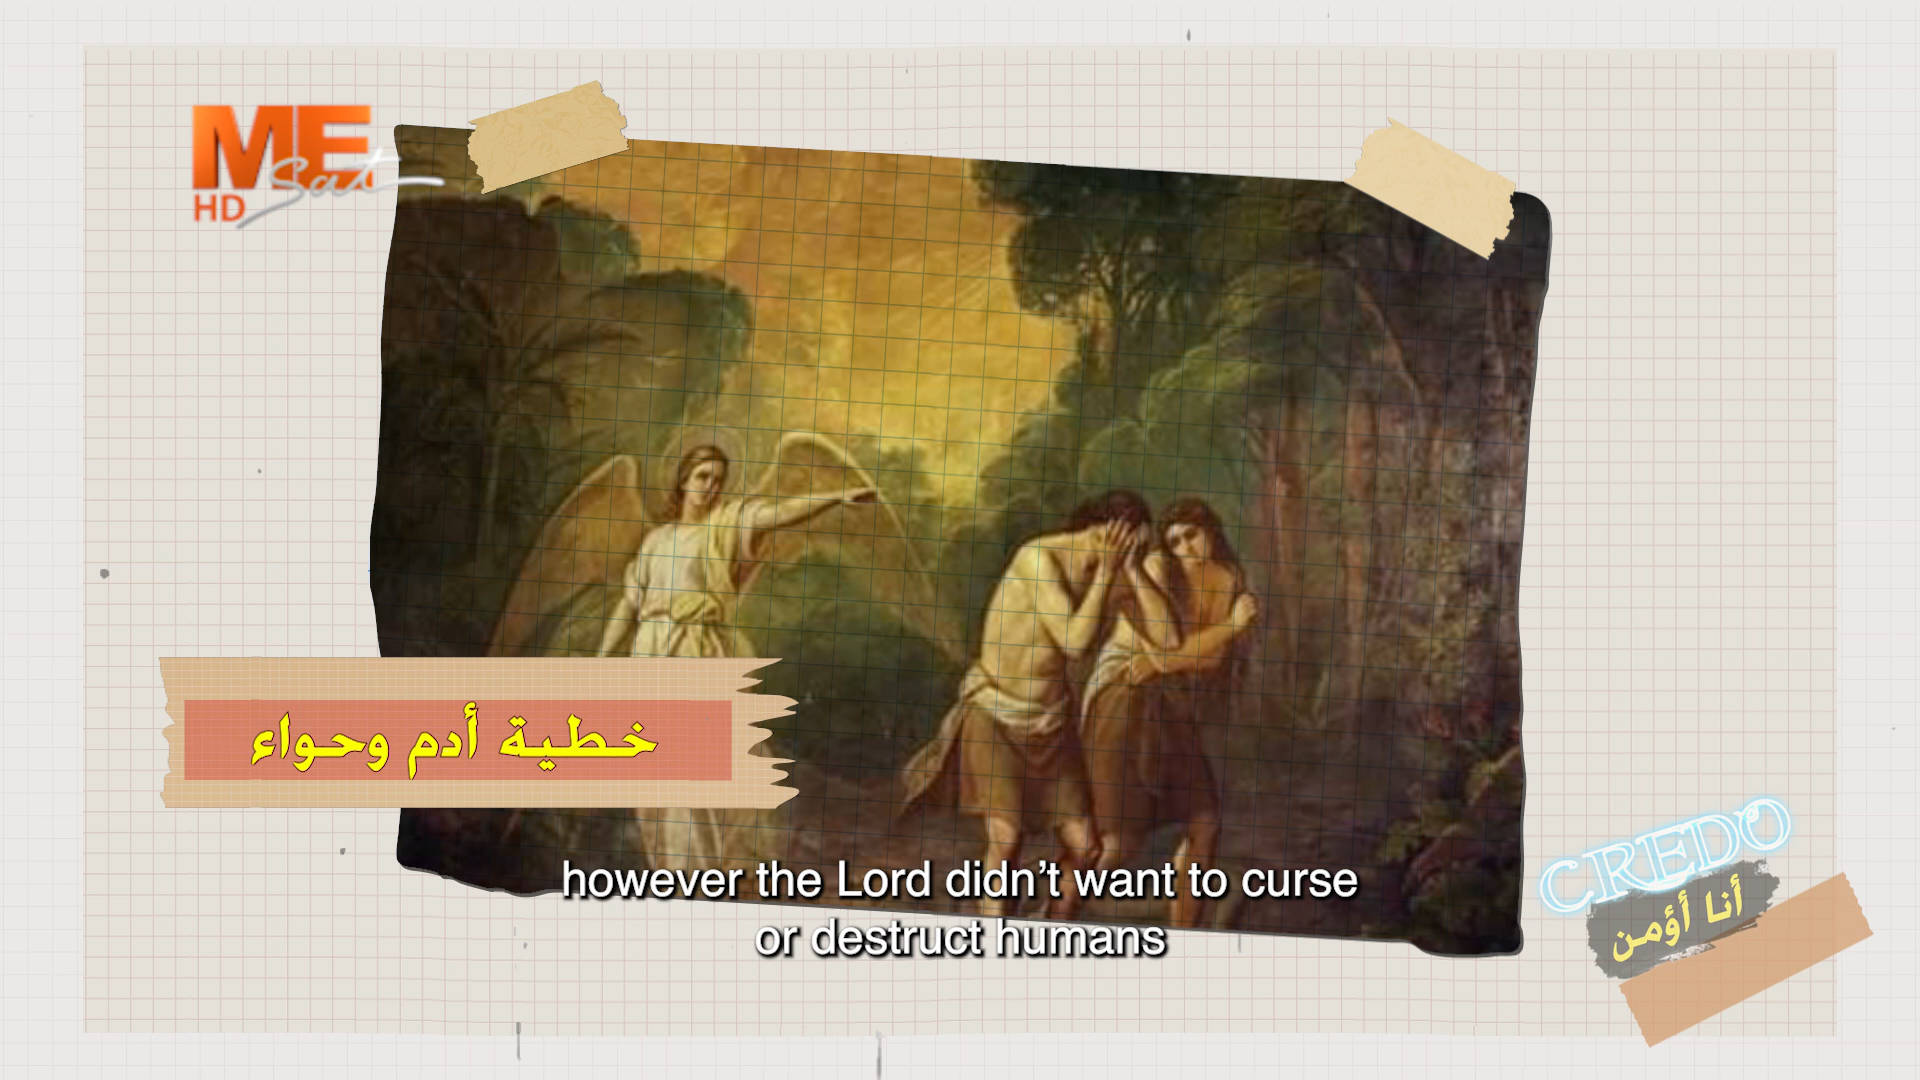 ME
Sat
HD
خطية أدم وحواء
however the Lord didn't want to curse
or destruct humans
CREDO
أنا أؤمن